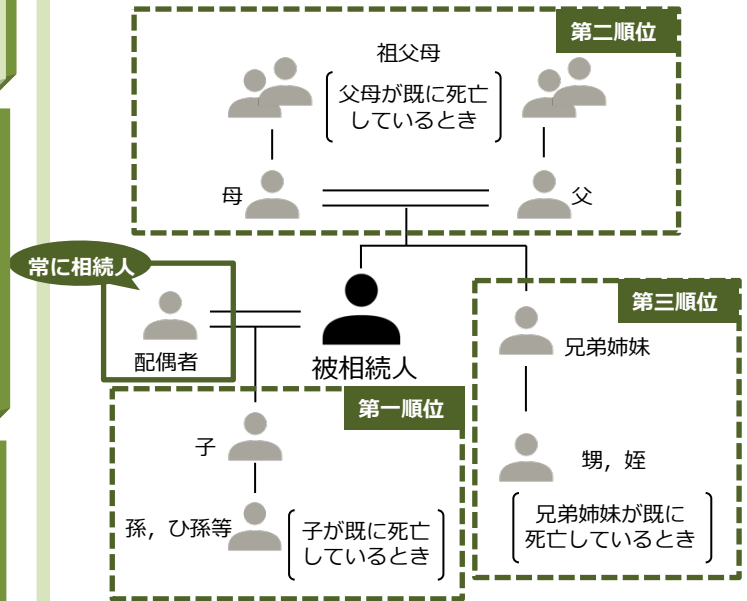 第二順位
祖父母
父母が既に死亡
しているとき
母
父
常に相続人
配偶者
被相続人
第三順位
兄弟姉妹
甥，姪
兄弟姉妹が既に
死亡しているとき
第一順位
子
孫，ひ孫等
子が既に死亡
しているとき